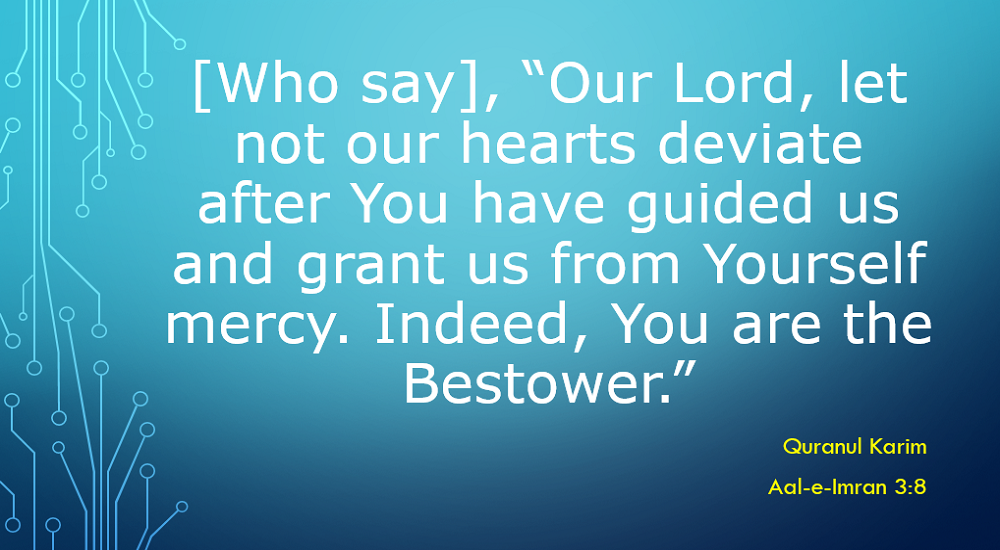 [Who say], “Our Lord, let
not our hearts deviate
after You have guided us
and grant us from Yourself
mercy. Indeed, You are the
Bestower.”
Quranul Karim
Aal-e-Imran 3:8